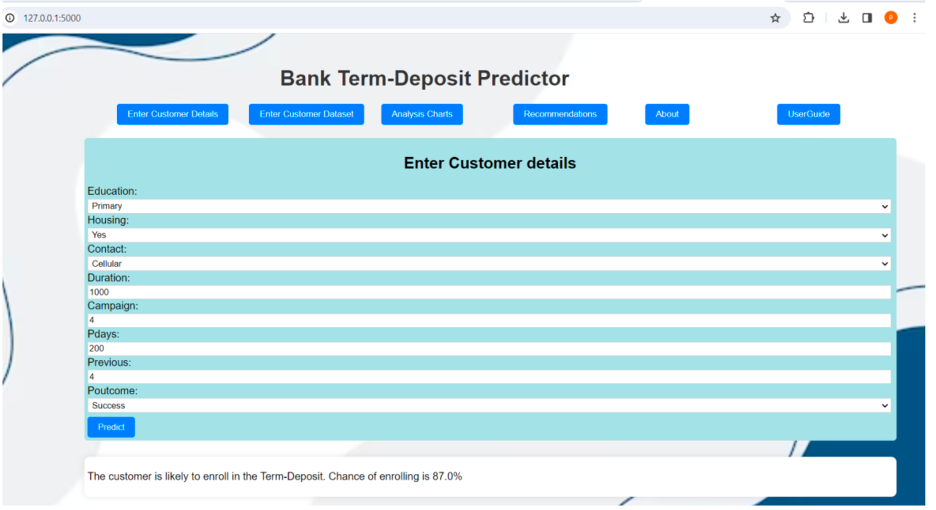 127.0.0.1:5000
P
Bank Term-Deposit Predictor
Enter Customer Details Enter Customer Dataset Analysis Charts Recommendations About UserGuide
Enter Customer details
Education:
Primary
Housing:
Yes
Contact:
Cellular
Duration:
1000
Campaign:
4
Pdays:
200
Previous:
4
Poutcome:
Success
Predict
The customer is likely to enroll in the Term-Deposit. Chance of enrolling is 87.0%